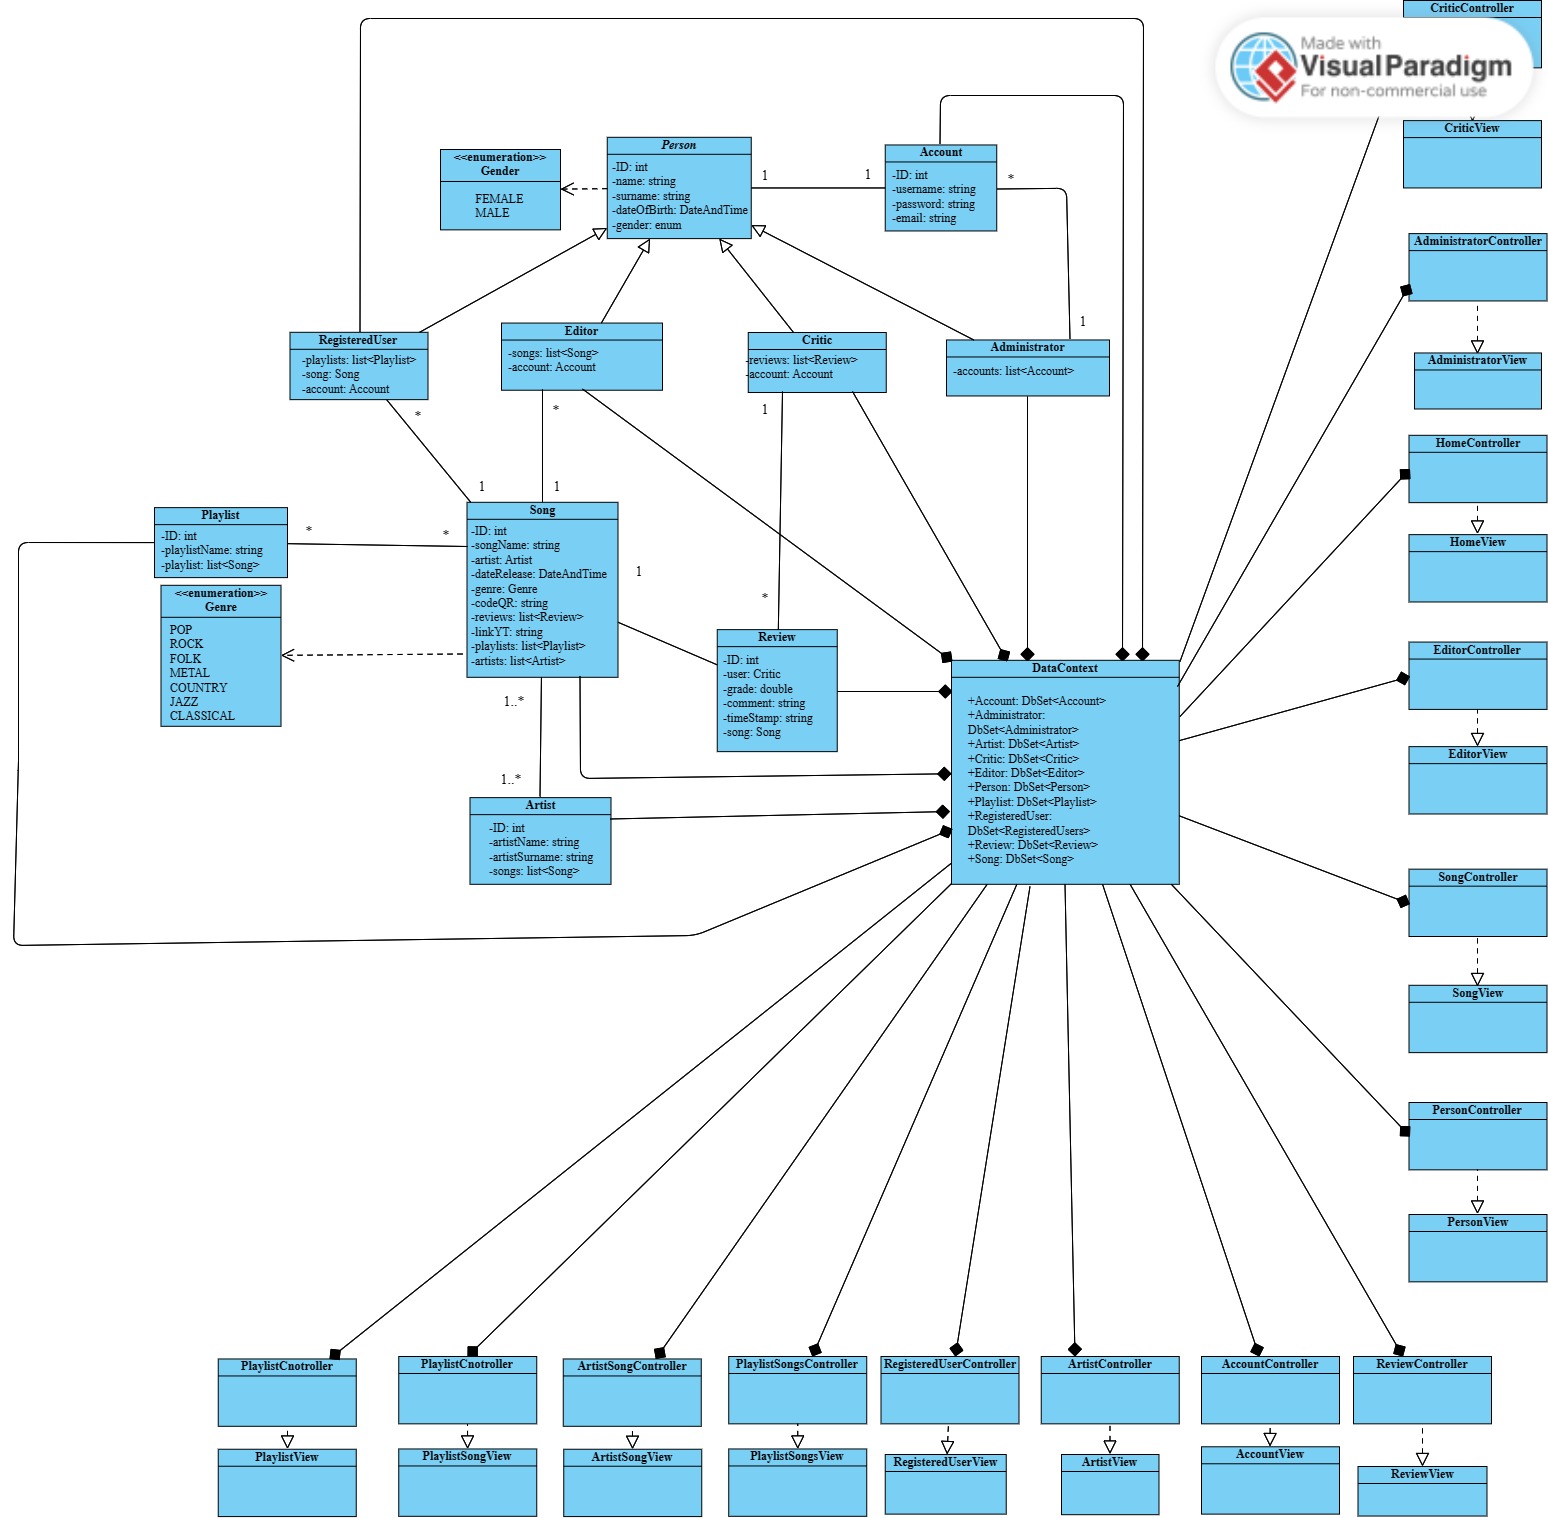 CriticController
Made with
VisualParadigm
For non-commercial use
CriticView
<<enumeration>>
Gender
FEMALE
MALE
Person
-ID: int
-name: string
-surname: string
-dateOfBirth: DateAndTime
-gender: enum
1
1
Account
-ID: int
-username: string
-password: string
-email: string
*
1
AdministratorController
AdministratorView
RegisteredUser
-playlists: list<Playlist>
-song: Song
-account: Account
Editor
-songs: list<Song>
-account: Account
Critic
-reviews: list<Review>
-account: Account
Administrator
-accounts: list<Account>
*
*
1
1
1
HomeController
HomeView
Playlist
-ID: int
-playlistName: string
-playlist: list<Song>
*
*
Song
-ID: int
-songName: string
-artist: Artist
-dateRelease: DateAndTime
-genre: Genre
-codeQR: string
-reviews: list<Review>
-linkYT: string
-playlists: list<Playlist>
-artists: list<Artist>
1
*
<<enumeration>>
Genre
POP
ROCK
FOLK
METAL
COUNTRY
JAZZ
CLASSICAL
Review
-ID: int
-user: Critic
-grade: double
-comment: string
-timeStamp: string
-song: Song
DataContext
+Account: DbSet<Account>
+Administrator:
DbSet<Administrator>
+Artist: DbSet<Artist>
+Critic: DbSet<Critic>
+Editor: DbSet<Editor>
+Person: DbSet<Person>
+Playlist: DbSet<Playlist>
+RegisteredUser:
DbSet<RegisteredUsers>
+Review: DbSet<Review>
+Song: DbSet<Song>
EditorController
EditorView
1..*
1..*
Artist
-ID: int
-artistName: string
-artistSurname: string
-songs: list<Song>
SongController
SongView
PersonController
PersonView
PlaylistCnotroller
PlaylistCnotroller
ArtistSongController
PlaylistSongsController
RegisteredUserController
ArtistController
AccountController
ReviewController
PlaylistView
PlaylistSongView
ArtistSongView
PlaylistSongsView
RegisteredUserView
ArtistView
AccountView
ReviewView